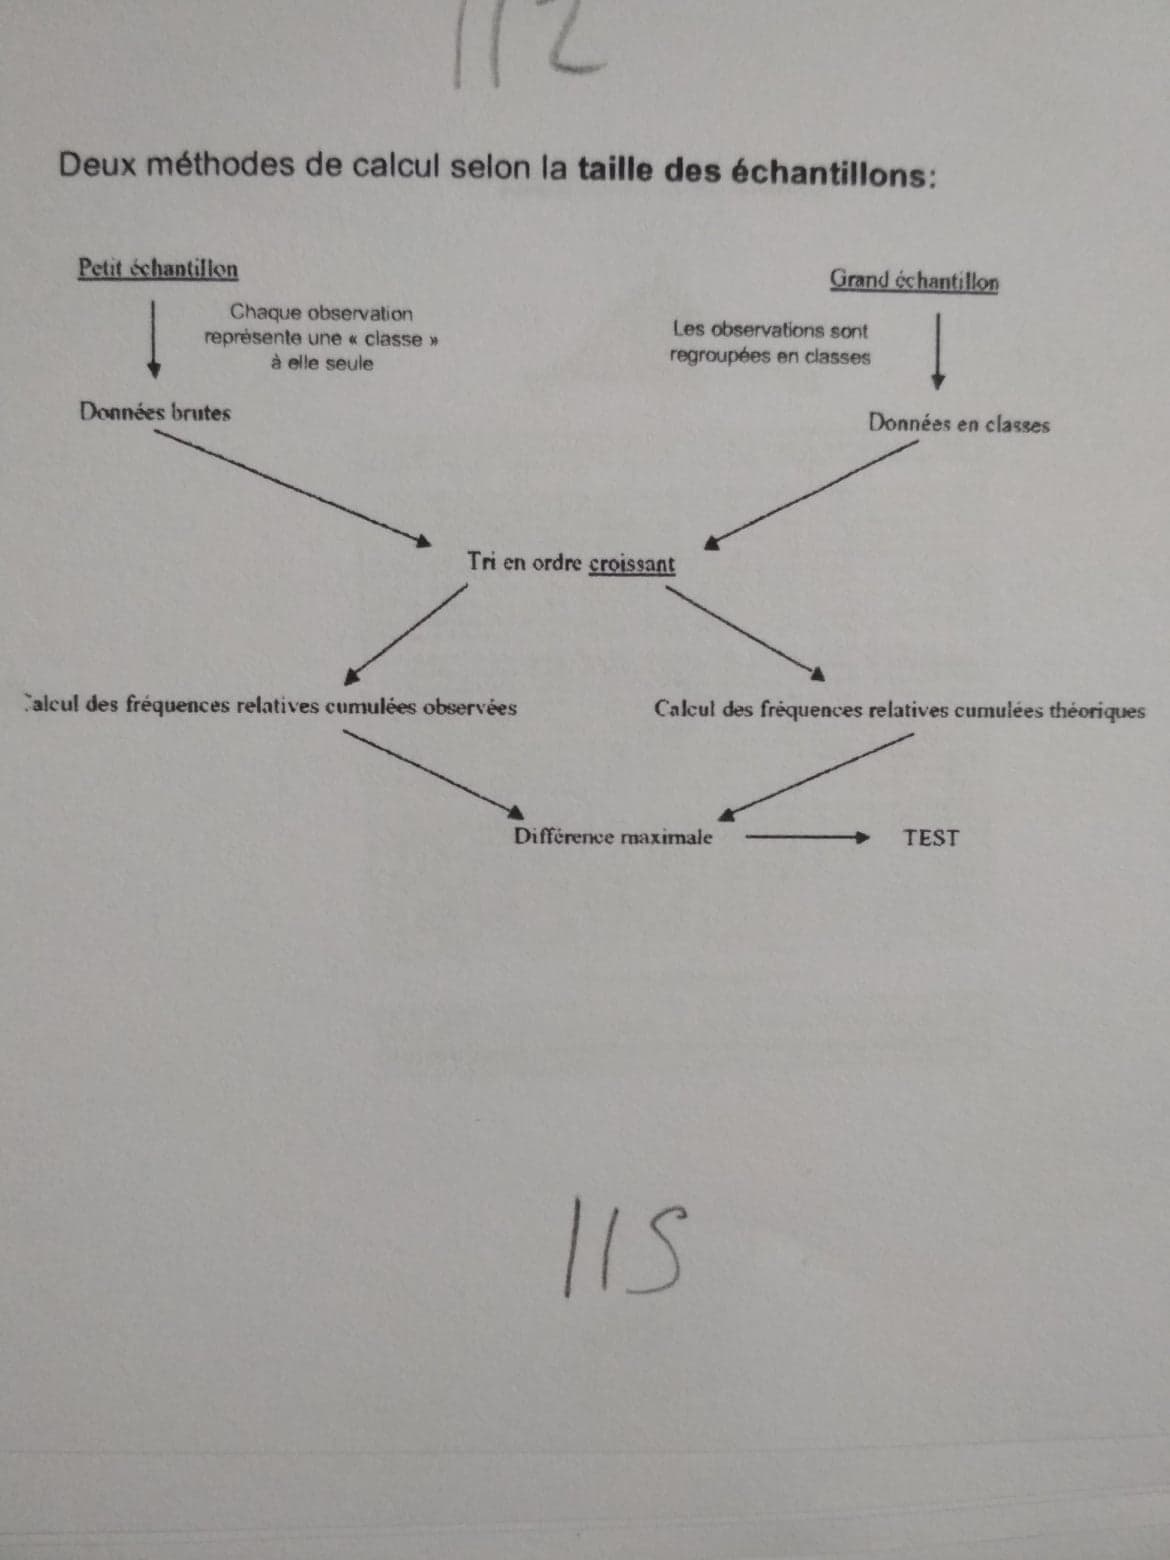 112
Deux méthodes de calcul selon la taille des échantillons:
Petit échantillon
Chaque observation
représente une « classe »
à elle seule
Données brutes
Grand échantillon
Les observations sont
regroupées en classes
Données en classes
Tri en ordre croissant
Calcul des fréquences relatives cumulées observées
Calcul des fréquences relatives cumulées théoriques
Différence maximale
TEST
115